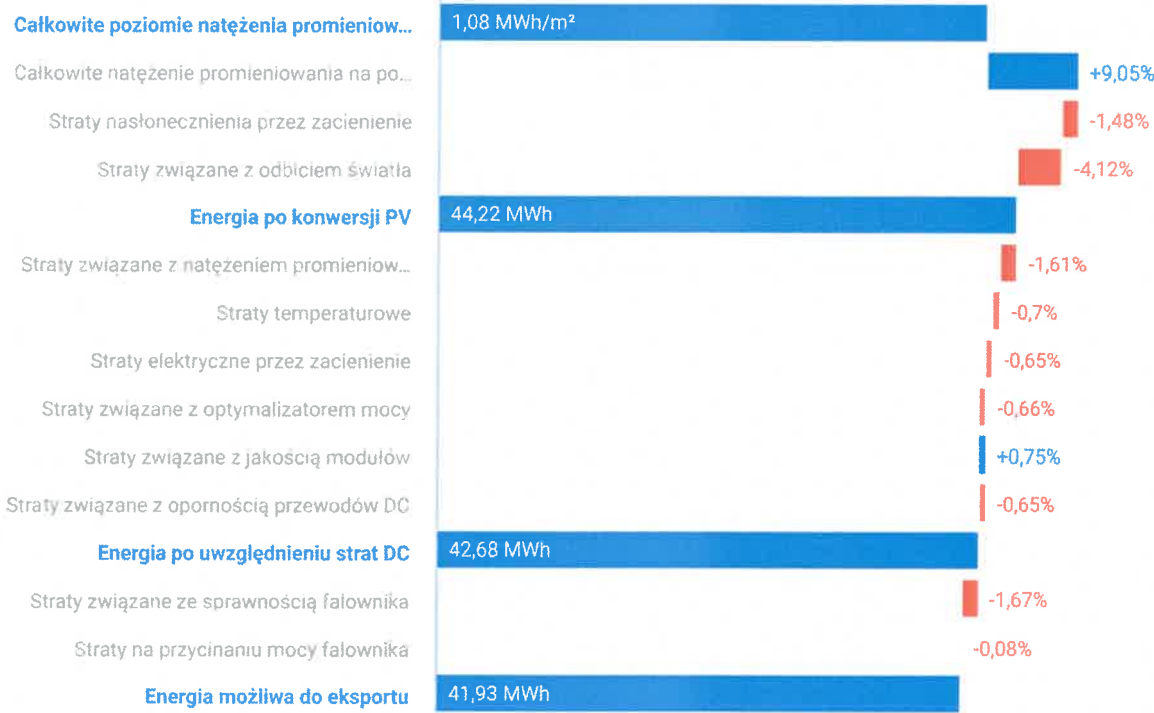 Całkowite poziomie natężenia promieniow... 1,08 MWh/m²
Całkowite natężenie promieniowania na po... +9,05%
Straty nasłonecznienia przez zacienienie -1,48%
Straty związane z odbiciem światła -4,12%
Energia po konwersji PV 44,22 MWh
Straty związane z natężeniem promieniow... -1,61%
Straty temperaturowe -0,7%
Straty elektryczne przez zacienienie -0,65%
Straty związane z optymalizatorem mocy -0,66%
Straty związane z jakością modułów +0,75%
Straty związane z opornością przewodów DC -0,65%
Energia po uwzględnieniu strat DC 42,68 MWh
Straty związane ze sprawnością falownika -1,67%
Straty na przycinaniu mocy falownika -0,08%
Energia możliwa do eksportu 41,93 MWh